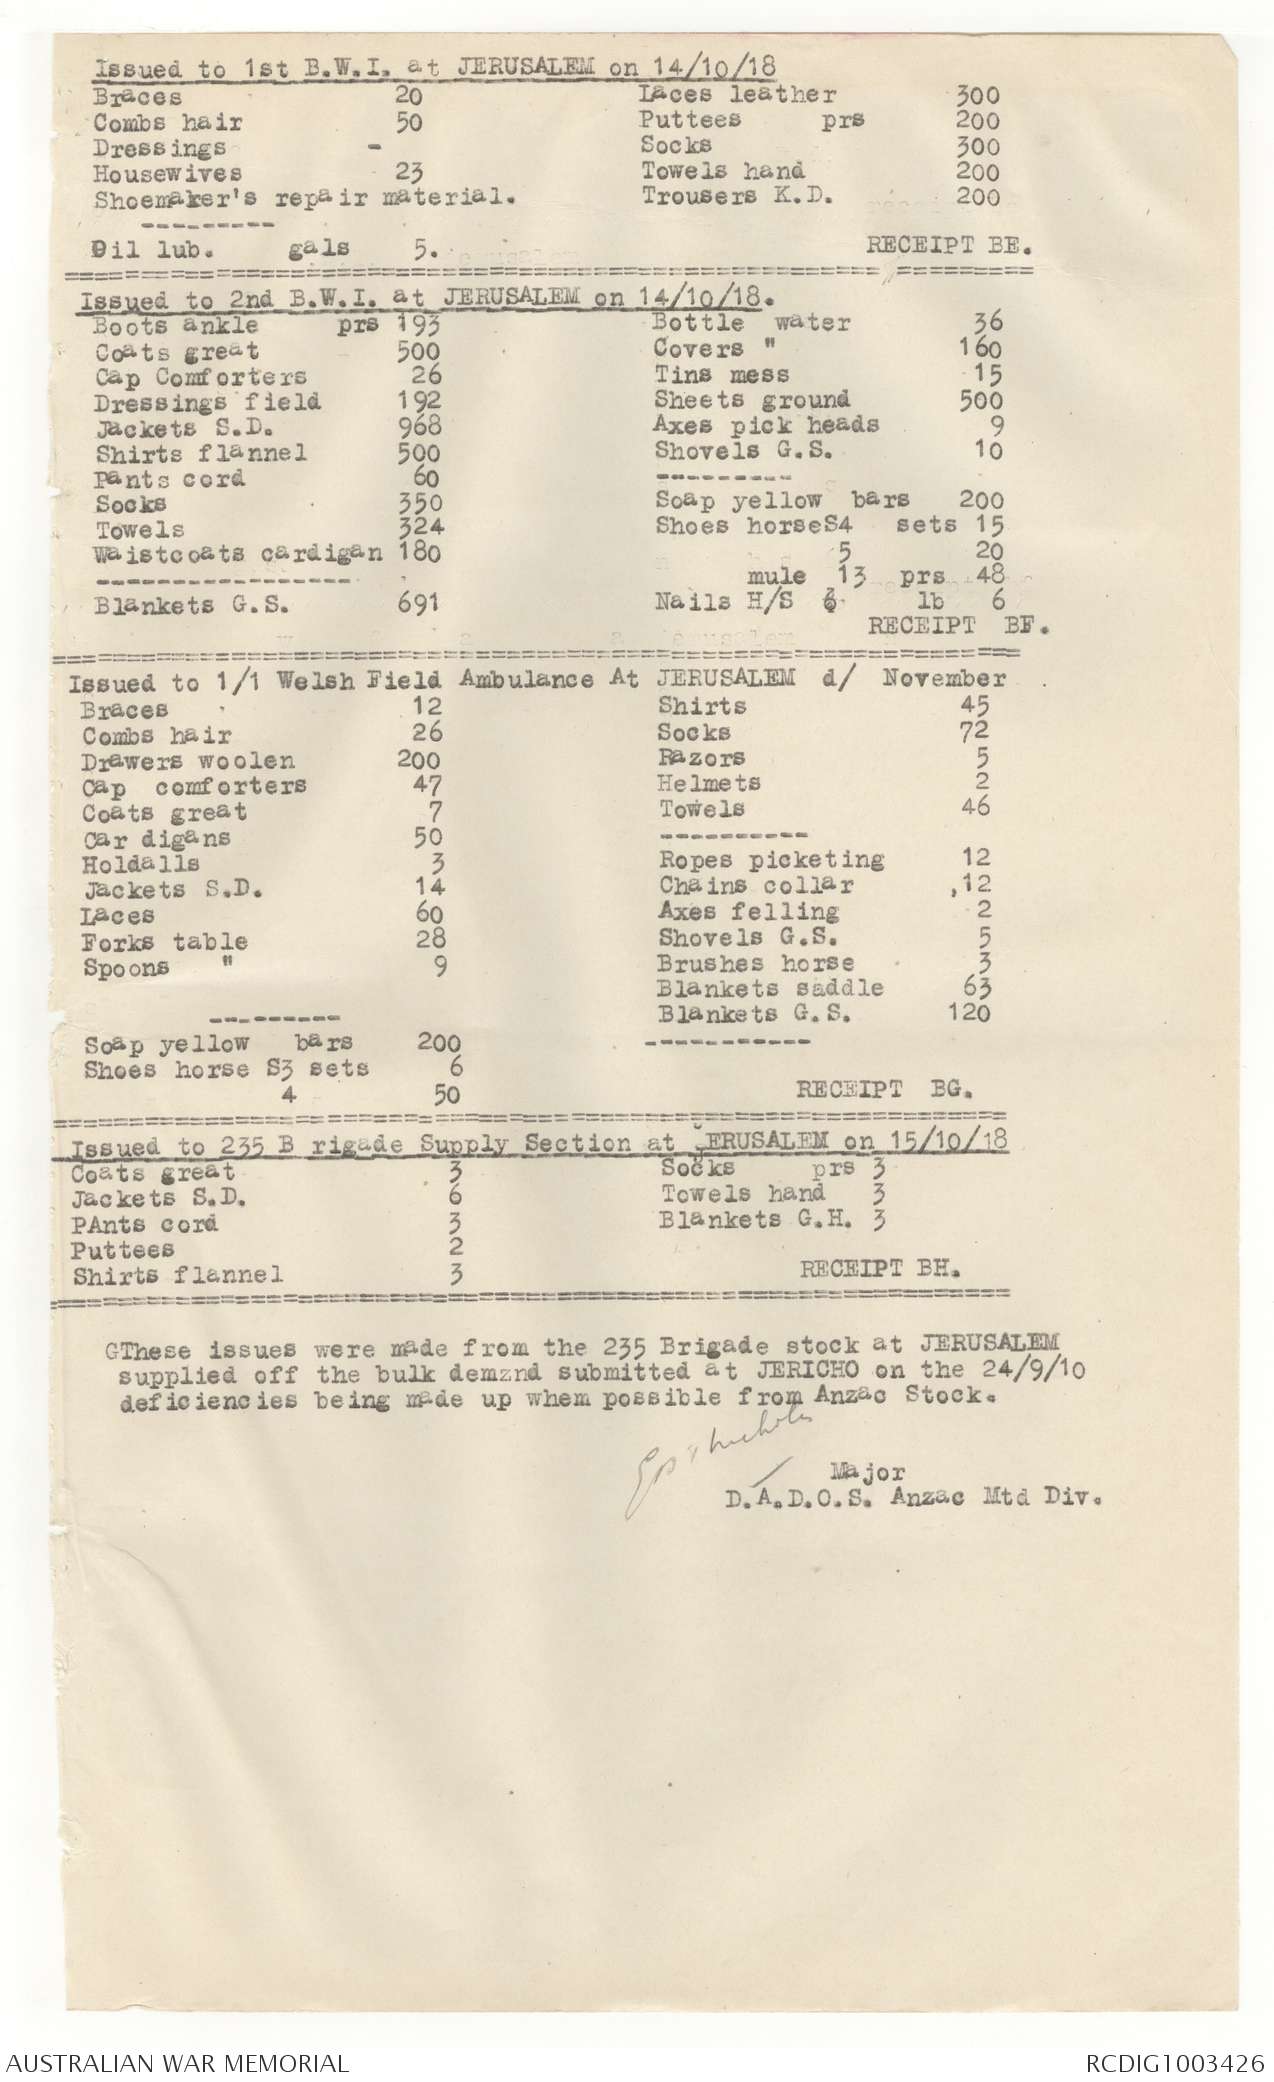 Issued to 1st B.W.I. at JERUSALEM on 14/10/18
Braces 20 Laces leather 300
Combs hair 50 Puttees prs 200
Dressings - Socks 300
Housewives 23 Towels hand 200
Shoemaker's repair material. Trousers K.D. 200
---------
Oil lub. gals 5. RECEIPT BE.
Issued to 2nd B.W.I. at JERUSALEM on 14/10/18.
Boots ankle prs 193 Bottle water 36
Coats great 500 Covers " 160
Cap Comforters 26 Tins mess 15
Dressings field 192 Sheets ground 500
Jackets S.D. 968 Axes pick heads 9
Shirts flannel 500 Shovels G.S. 10
Pants cord 60 ---------
Socks 350 Soap yellow bars 200
Towels 324 Shoes horseS4 sets 15
Waistcoats cardigan 180 5 20
----------------- mule 13 prs 48
Blankets G.S. 691 Nails H/S lb 6
RECEIPT BF.
Issued to 1/1 Welsh Field Ambulance At JERUSALEM d/ November
Braces 12 Shirts 45
Combs hair 26 Socks 72
Drawers woolen 200 Razors 5
Cap comforters 47 Helmets 2
Coats great 7 Towels 46
Car digans 50 ----------
Holdalls 3 Ropes picketing 12
Jackets S.D. 14 Chains collar ,12
Laces 60 Axes felling 2
Forks table 28 Shovels G.S. 5
Spoons " 9 Brushes horse 3
Blankets saddle 63
--------- Blankets G.S. 120
Soap yellow bars 200 -----------
Shoes horse S3 sets 6
4 50 RECEIPT BG.
Issued to 235 B rigade Supply Section at JERUSALEM on 15/10/18
Coats great 3 Socks prs 3
Jackets S.D. 6 Towels hand 3
PAnts cord 3 Blankets G.H. 3
Puttees 2
Shirts flannel 3 RECEIPT BH.
GThese issues were made from the 235 Brigade stock at JERUSALEM
supplied off the bulk demznd submitted at JERICHO on the 24/9/10
deficiencies being made up whem possible from Anzac Stock.
Nicholls
Major
D.A.D.O.S. Anzac Mtd Div.
AUSTRALIAN WAR MEMORIAL RCDIG1003426